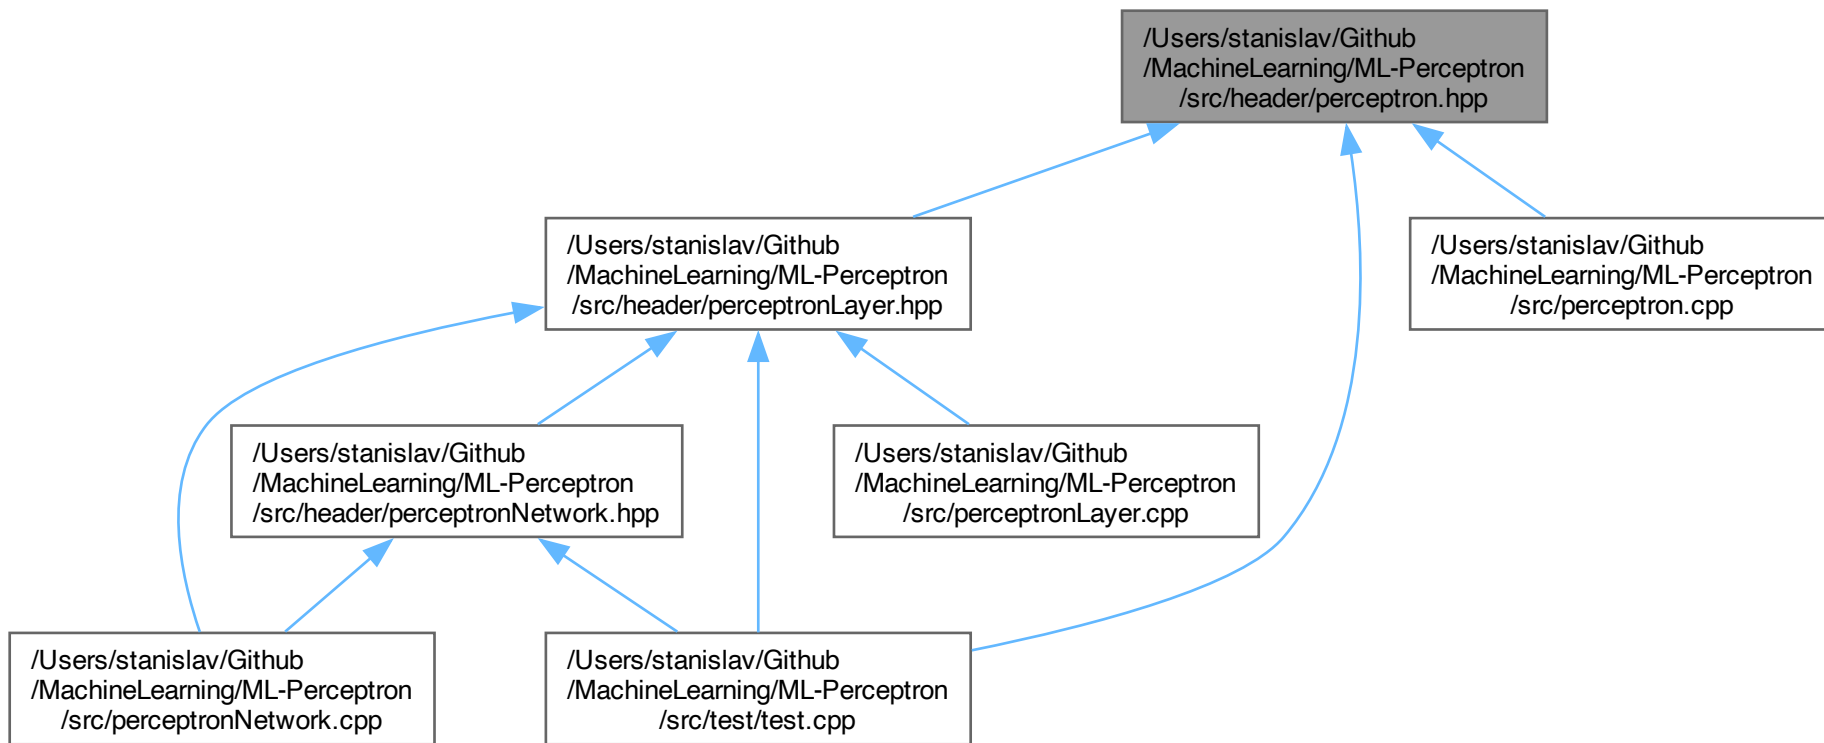 /Users/stanislav/Github
/MachineLearning/ML-Perceptron
/src/header/perceptron.hpp
/Users/stanislav/Github
/MachineLearning/ML-Perceptron
/src/header/perceptronLayer.hpp
/Users/stanislav/Github
/MachineLearning/ML-Perceptron
/src/perceptron.cpp
/Users/stanislav/Github
/MachineLearning/ML-Perceptron
/src/header/perceptronNetwork.hpp
/Users/stanislav/Github
/MachineLearning/ML-Perceptron
/src/perceptronLayer.cpp
/Users/stanislav/Github
/MachineLearning/ML-Perceptron
/src/perceptronNetwork.cpp
/Users/stanislav/Github
/MachineLearning/ML-Perceptron
/src/test/test.cpp